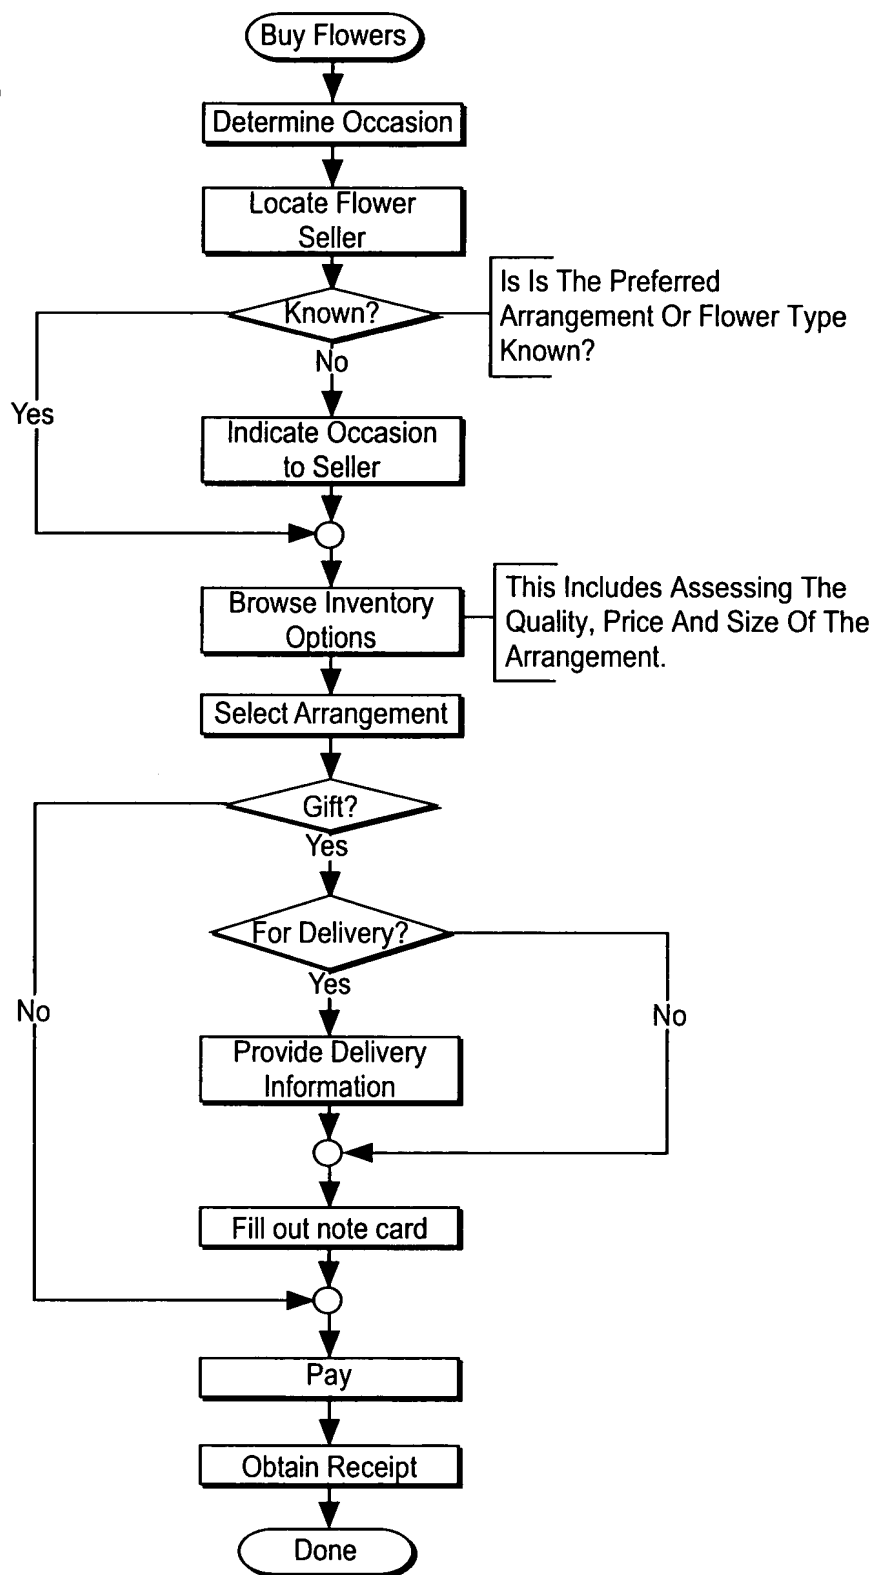 Buy Flowers
Determine Occasion
Locate Flower
Seller
Known?
Is Is The Preferred
Arrangement Or Flower Type
Known?
No
Yes
Indicate Occasion
to Seller
Browse Inventory
Options
This Includes Assessing The
Quality, Price And Size Of The
Arrangement.
Select Arrangement
Gift?
Yes
For Delivery?
Yes
No
No
Provide Delivery
Information
Fill out note card
Pay
Obtain Receipt
Done